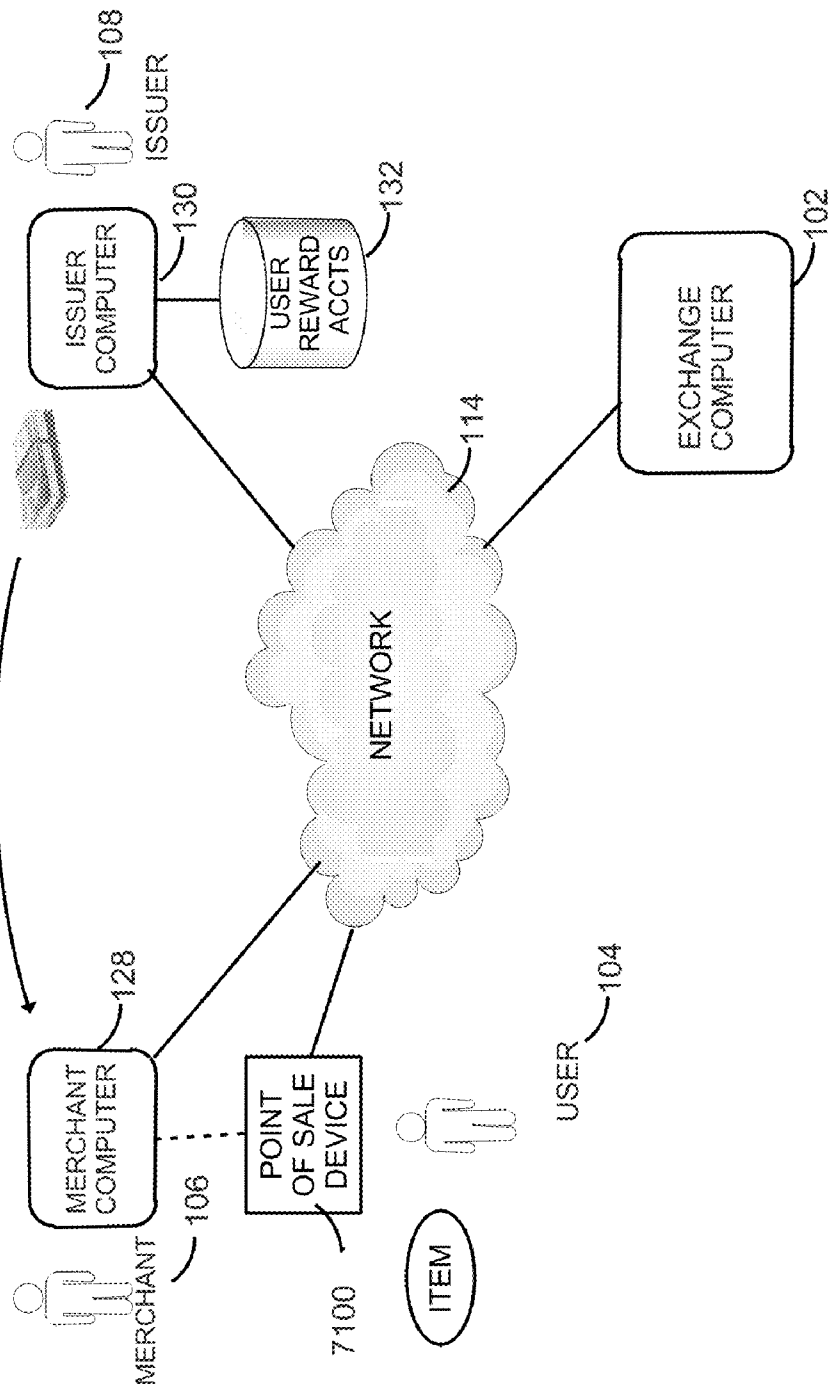 MERCHANT
106
MERCHANT
COMPUTER
128
ISSUER
COMPUTER
130
ISSUER
108
USER
REWARD
ACCTS
132
POINT
OF SALE
DEVICE
7100
ITEM
USER
104
NETWORK
114
EXCHANGE
COMPUTER
102